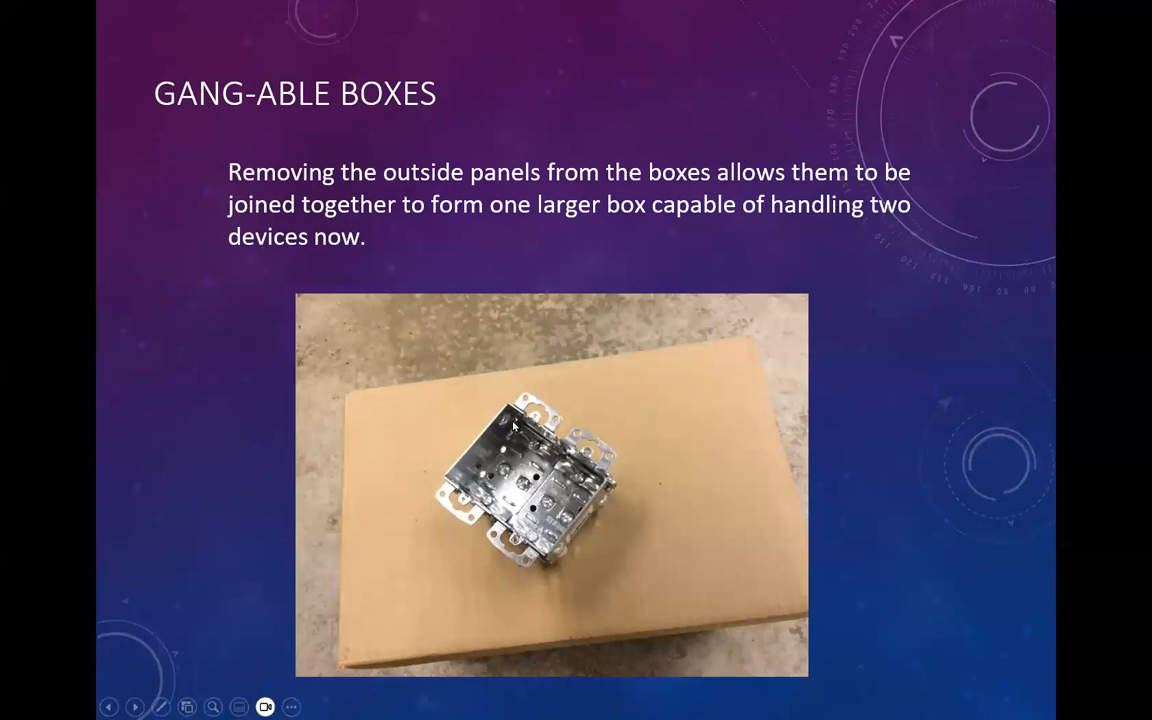 GANG-ABLE BOXES
Removing the outside panels from the boxes allows them to be
joined together to form one larger box capable of handling two
devices now.